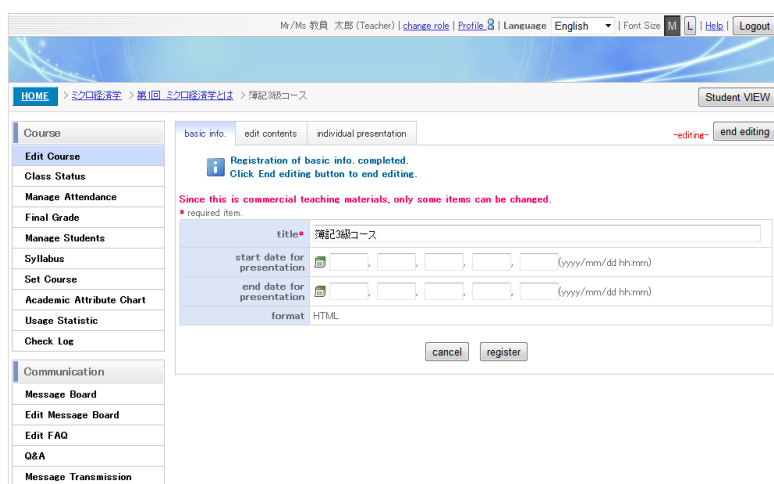 Mr/Ms 教員 太郎 (Teacher) | change role | Profile | Language English | Font Size M L | Help | Logout
HOME > ミクロ経済学 > 第1回 ミクロ経済学とは > 簿記3級コース
Student VIEW
Course
Edit Course
Class Status
Manage Attendance
Final Grade
Manage Students
Syllabus
Set Course
Academic Attribute Chart
Usage Statistic
Check Log
Communication
Message Board
Edit Message Board
Edit FAQ
Q&A
Message Transmission
basic info. edit contents individual presentation
-editing- end editing
Registration of basic info. completed.
Click End editing button to end editing.
Since this is commercial teaching materials, only some items can be changed.
* required item.
title* 簿記3級コース
start date for
presentation , , , , (yyyy/mm/dd hh:mm)
end date for
presentation , , , , (yyyy/mm/dd hh:mm)
format HTML
cancel register